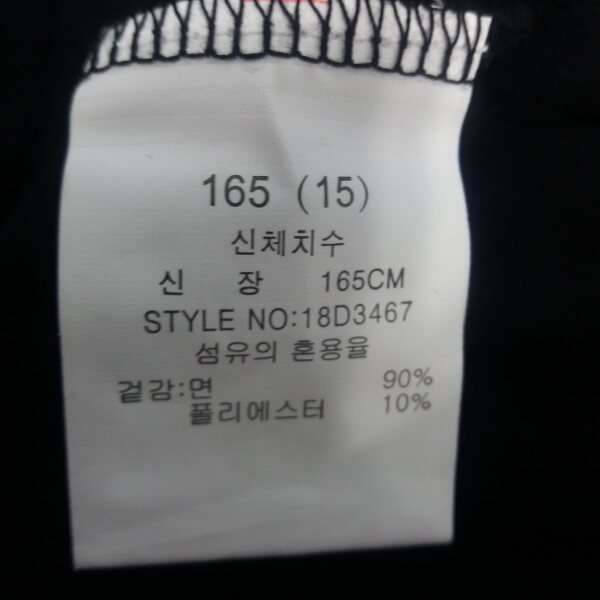 165 (15)
신체치수
신 장 165CM
STYLE NO:18D3467
섬유의 혼용율
겉감:면 90%
폴리에스터 10%